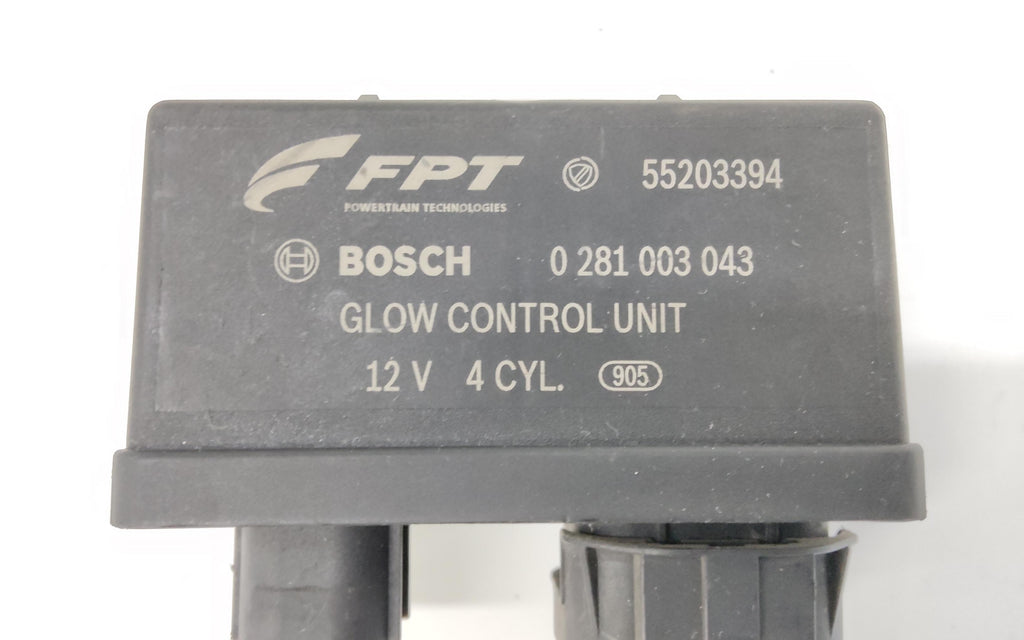 FPT 55203394
POWERTRAIN TECHNOLOGIES
BOSCH 0 281 003 043
GLOW CONTROL UNIT
12 V 4 CYL. 905